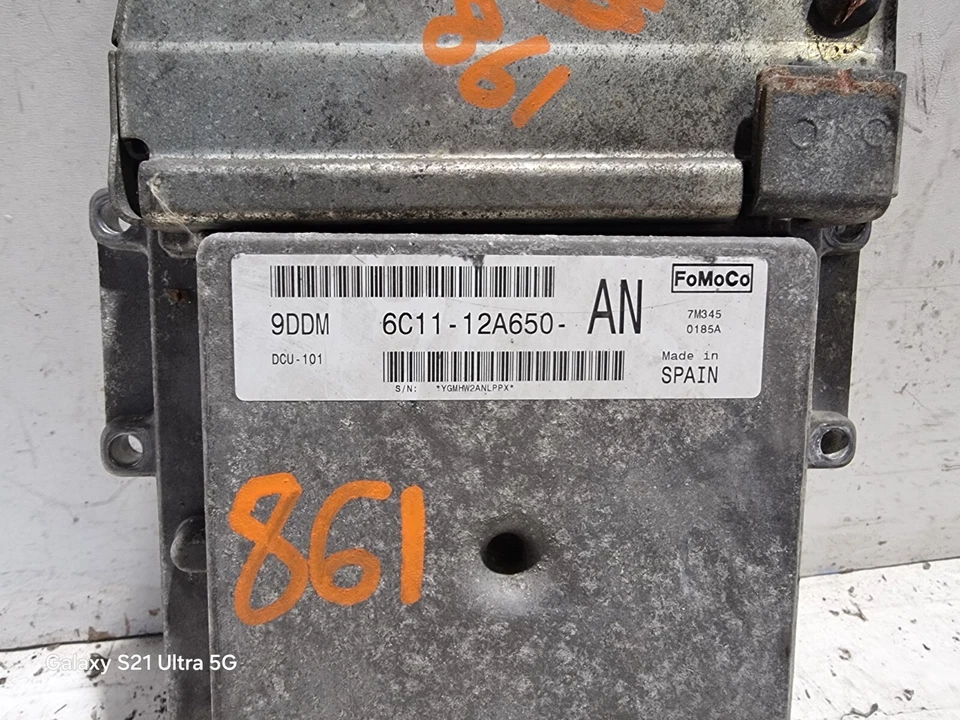 861
FoMoCo
9DDM 6C11-12A650- AN
7M345
0185A
DCU-101
Made in
SPAIN
S/N: *YGMHW2ANLPPX*
861
Galaxy S21 Ultra 5G